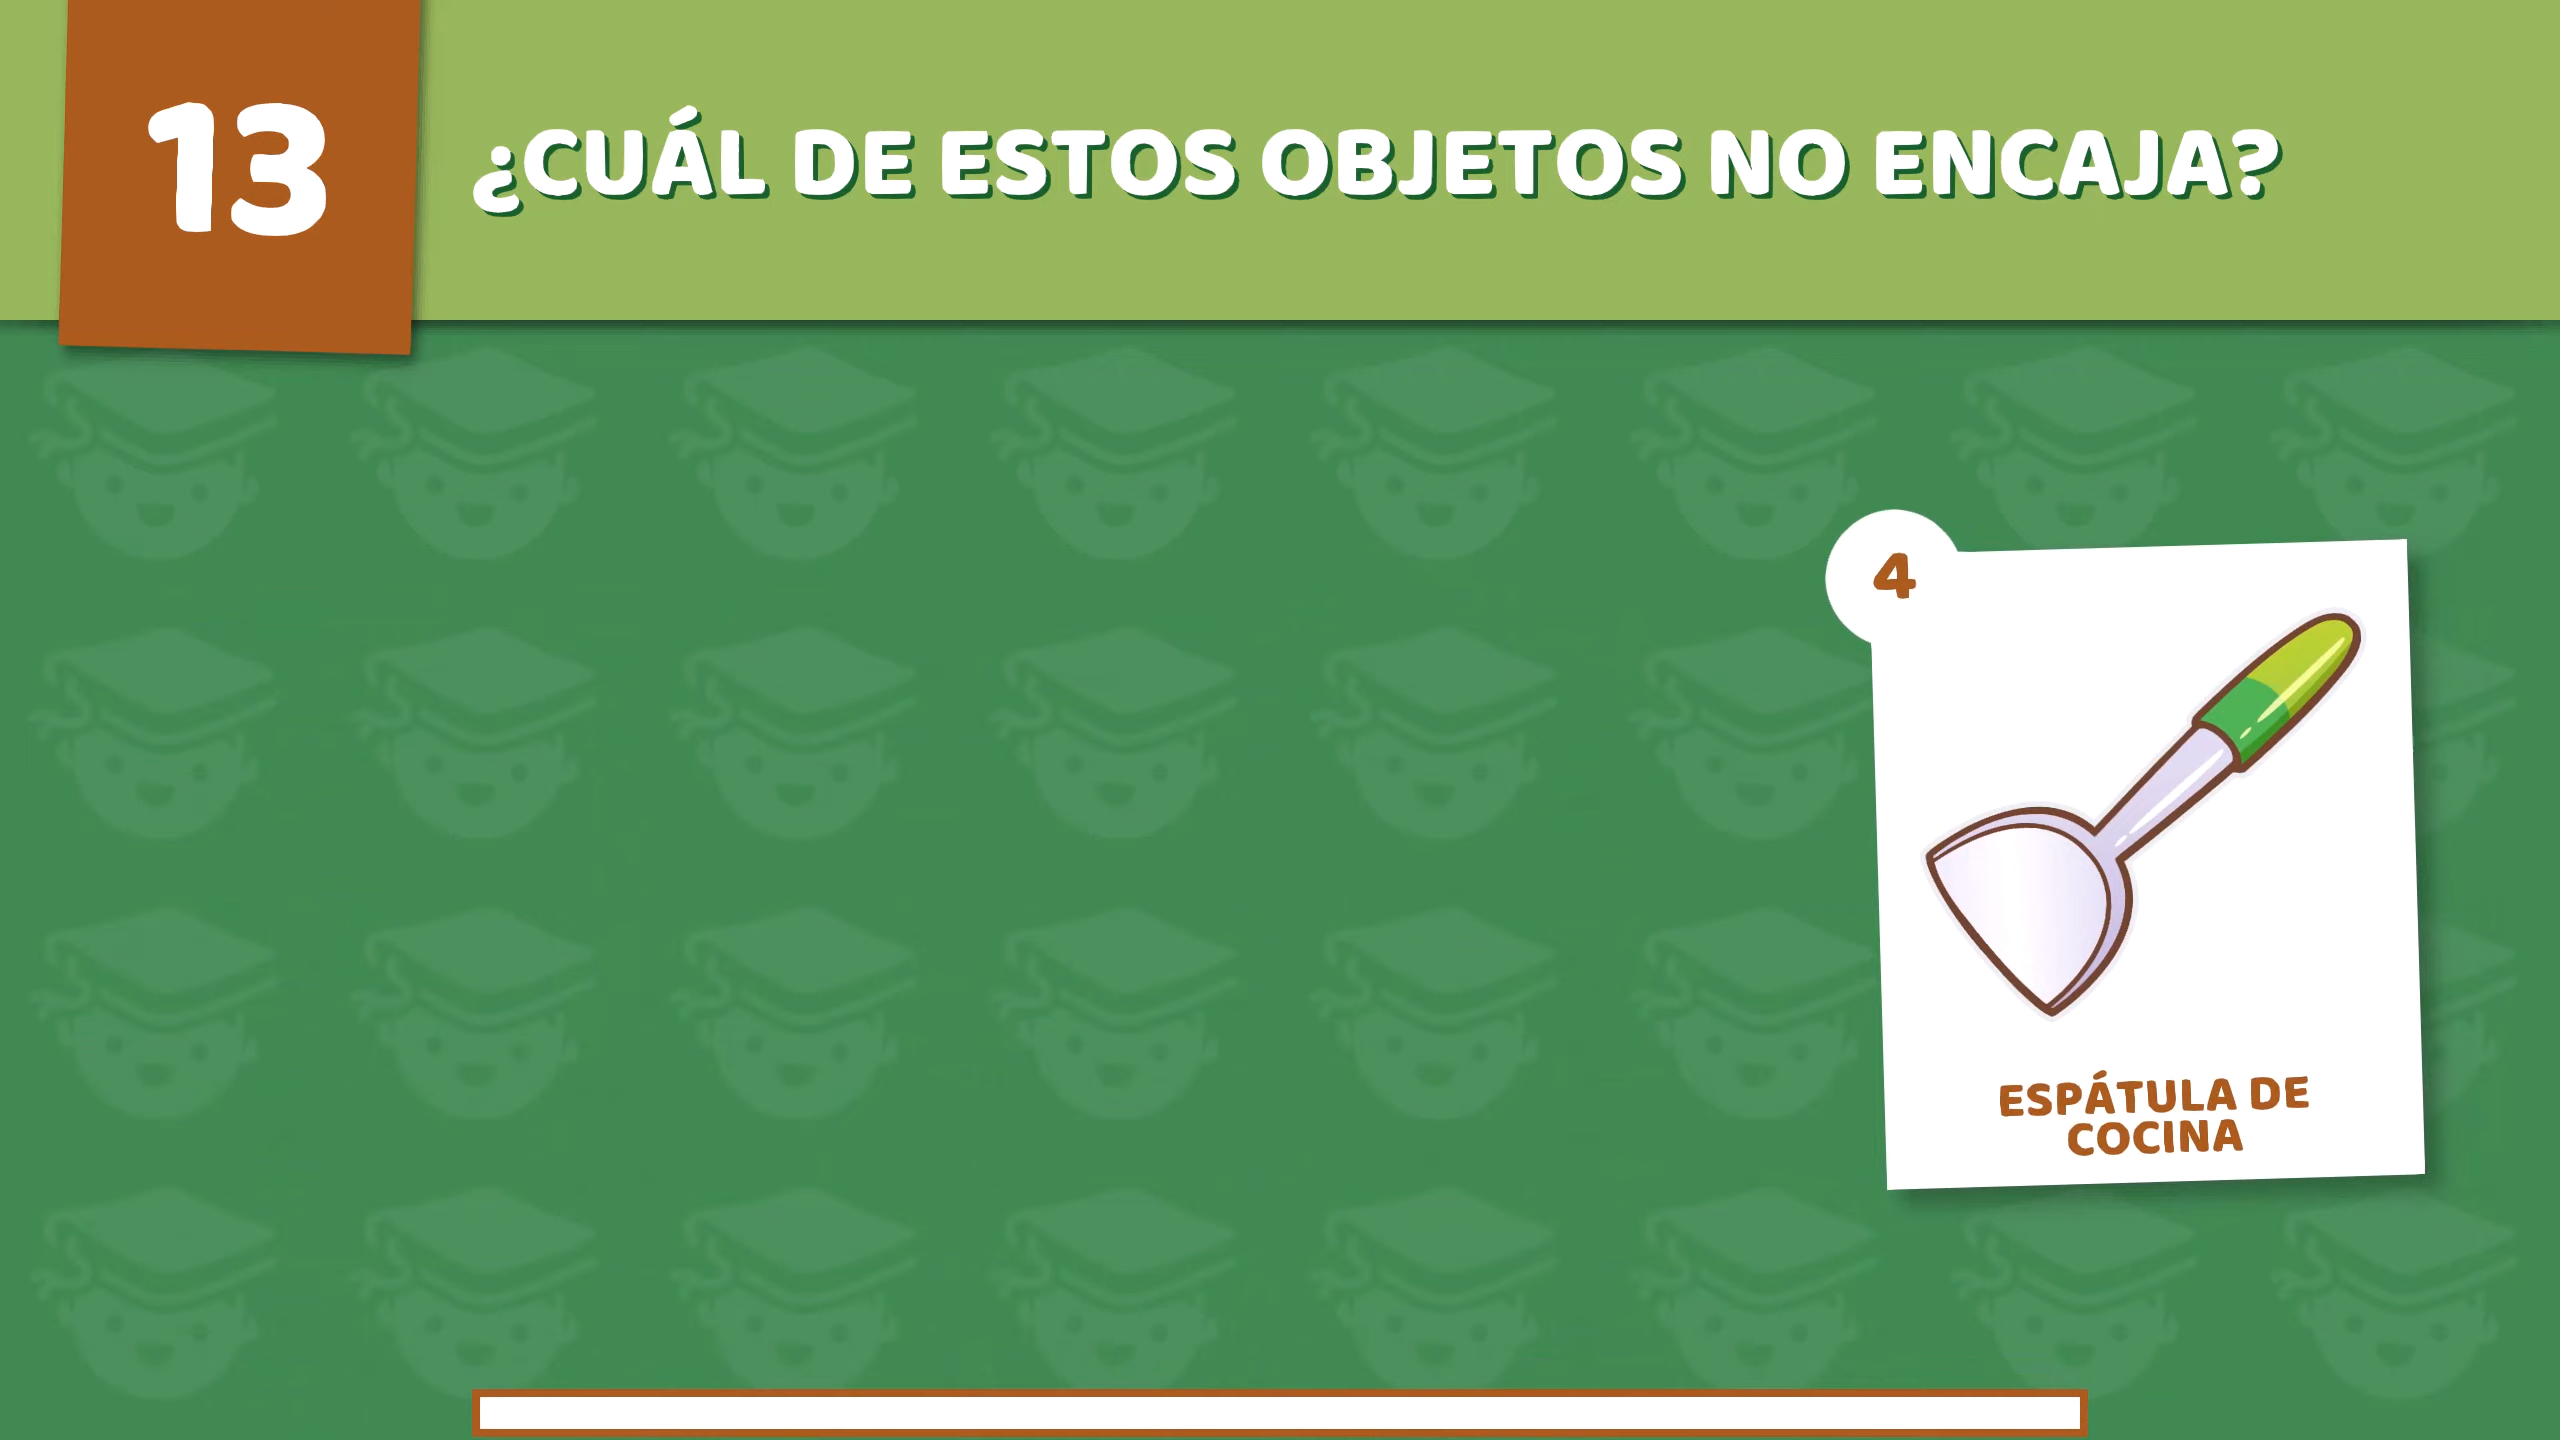 13
¿CUÁL DE ESTOS OBJETOS NO ENCAJA?
4
ESPÁTULA DE
COCINA